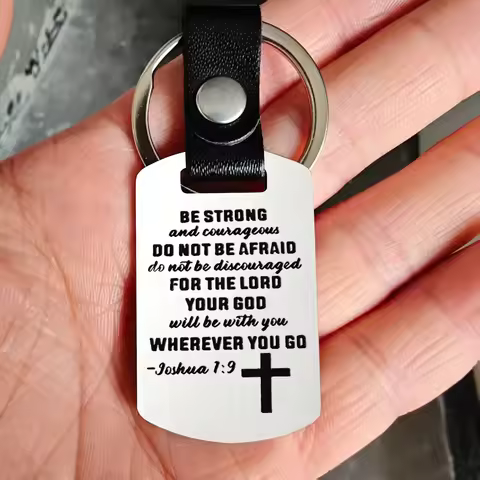 BE STRONG
and courageous
DO NOT BE AFRAID
do not be discouraged
FOR THE LORD
YOUR GOD
will be with you
WHEREVER YOU GO
-Joshua 1:9